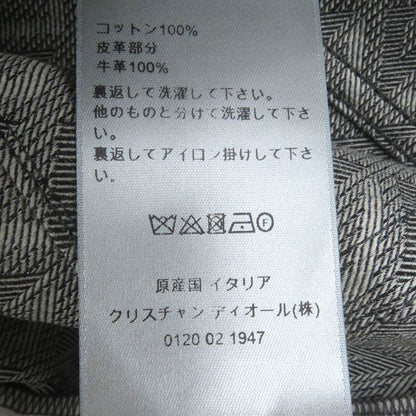 コットン100%
皮革部分
牛革100%
裏返して洗濯して下さい。
他のものと分けて洗濯して下さい。
裏返してアイロン掛けして下さい。
原産国 イタリア
クリスチャン ディオール(株)
0120 02 1947